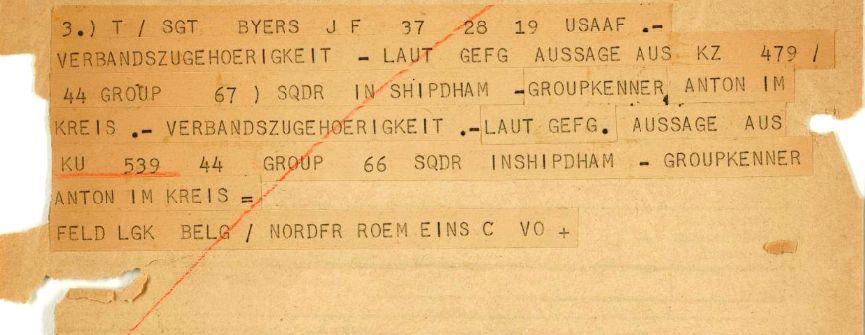 3.) T / SGT BYERS J F 37 28 19 USAAF .-
VERBANDSZUGEHOERIGKEIT - LAUT GEFG AUSSAGE AUS KZ 479 /
44 GROUP 67 ) SQDR IN SHIPDHAM -GROUPKENNER ANTON IM
KREIS .- VERBANDSZUGEHOERIGKEIT .-LAUT GEFG. AUSSAGE AUS
KU 539 44 GROUP 66 SQDR INSHIPDHAM - GROUPKENNER
ANTON IM KREIS =
FELD LGK BELG / NORDFR ROEM EINS C VO +